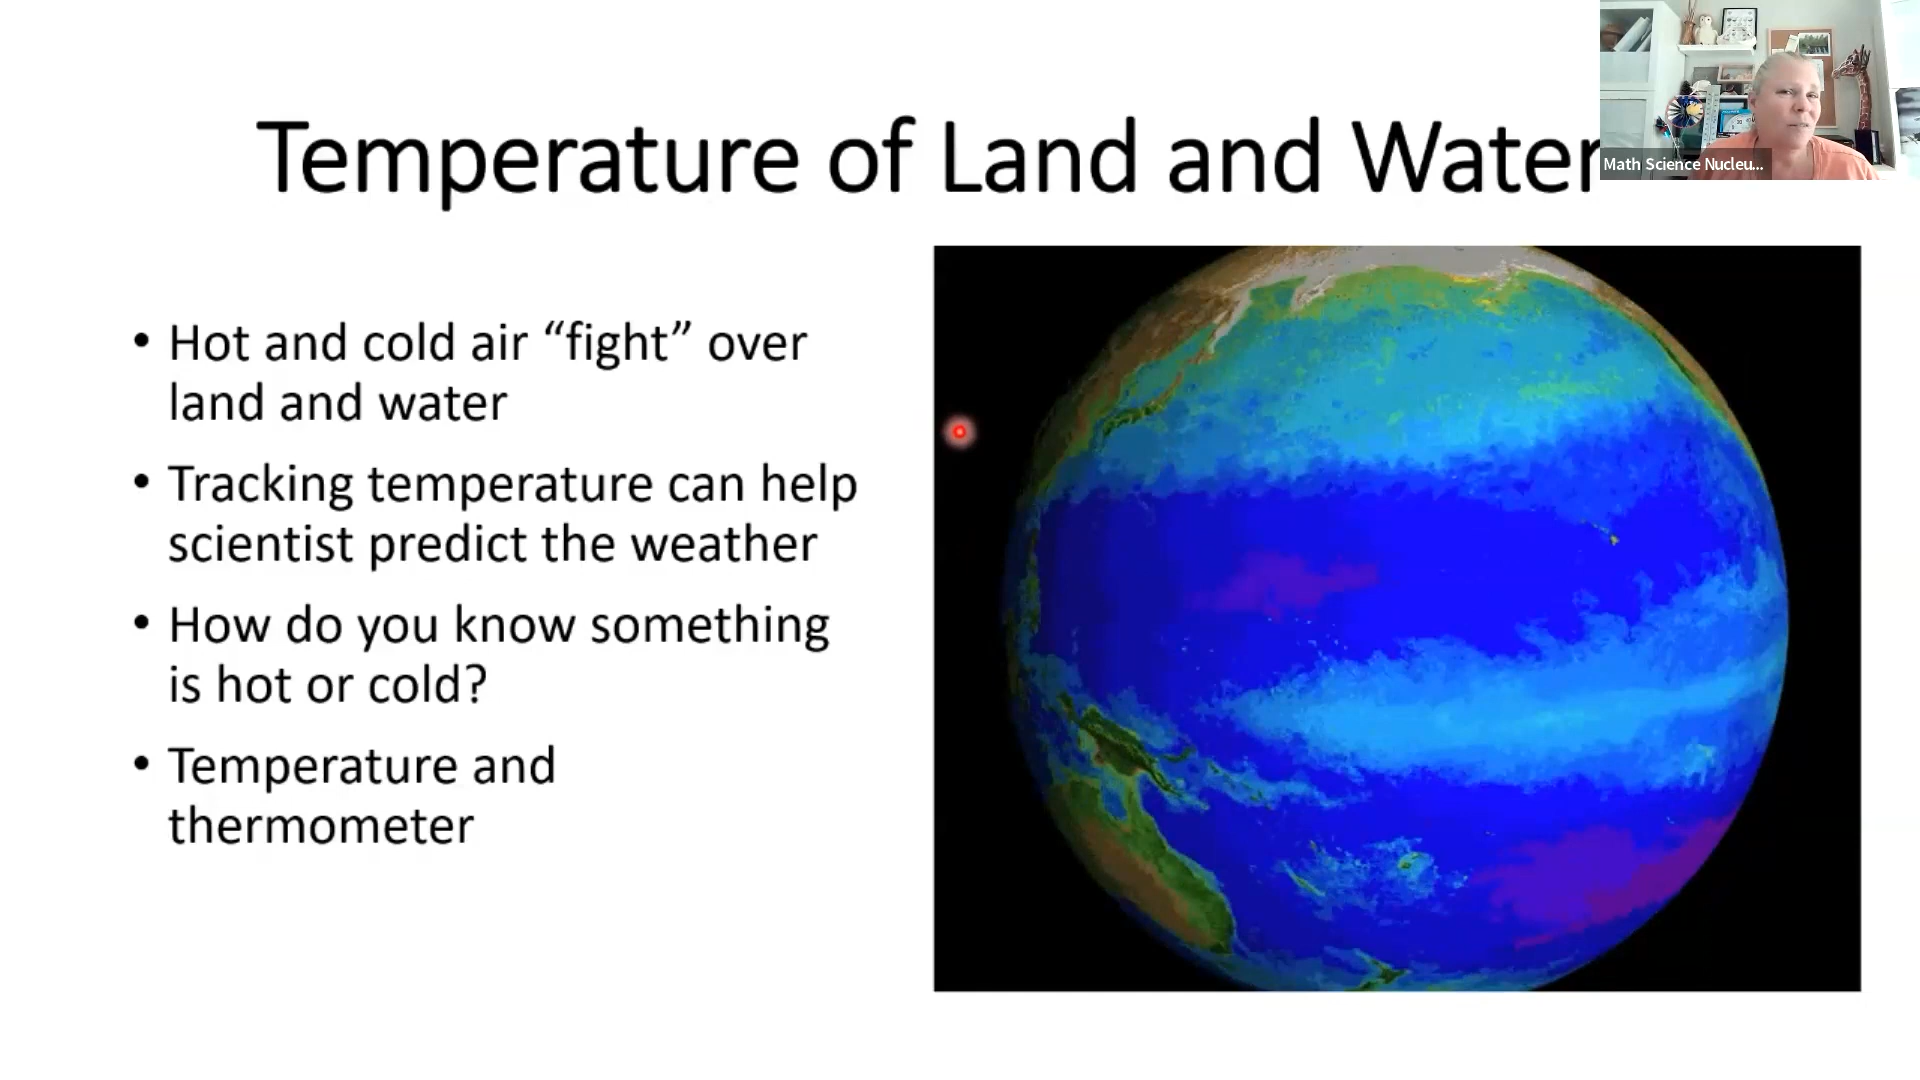 Temperature of Land and Water
Math Science Nucleu...
• Hot and cold air “fight” over
land and water
• Tracking temperature can help
scientist predict the weather
• How do you know something
is hot or cold?
• Temperature and
thermometer